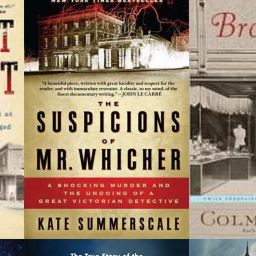 NEW YORK TIMES BESTSELLER
"A beautiful piece, written with great lucidity and respect for the
reader, and with immaculate restraint. A classic, to my mind, of the
finest documentary writing." —JOHN LE CARRÉ
THE
SUSPICIONS
OF
MR. WHICHER
A SHOCKING MURDER AND
THE UNDOING OF A
GREAT VICTORIAN DETECTIVE
KATE SUMMERSCALE
Bro
COLM
The True Story of the